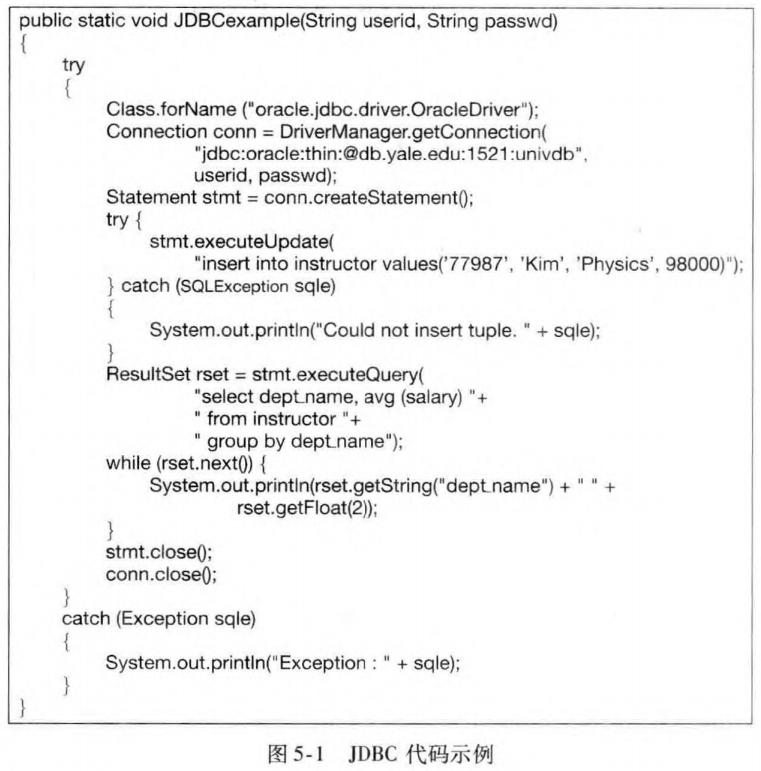 public static void JDBCexample(String userid, String passwd)
{
try
{
Class.forName ("oracle.jdbc.driver.OracleDriver");
Connection conn = DriverManager.getConnection(
"jdbc:oracle:thin:@db.yale.edu:1521:univdb",
userid, passwd);
Statement stmt = conn.createStatement();
try {
stmt.executeUpdate(
"insert into instructor values('77987', 'Kim', 'Physics', 98000)");
} catch (SQLException sqle)
{
System.out.println("Could not insert tuple. " + sqle);
}
ResultSet rset = stmt.executeQuery(
"select dept_name, avg (salary) "+
" from instructor "+
" group by dept_name");
while (rset.next()) {
System.out.println(rset.getString("dept_name") + " " +
rset.getFloat(2));
}
stmt.close();
conn.close();
}
catch (Exception sqle)
{
System.out.println("Exception : " + sqle);
}
}
图 5-1 JDBC 代码示例